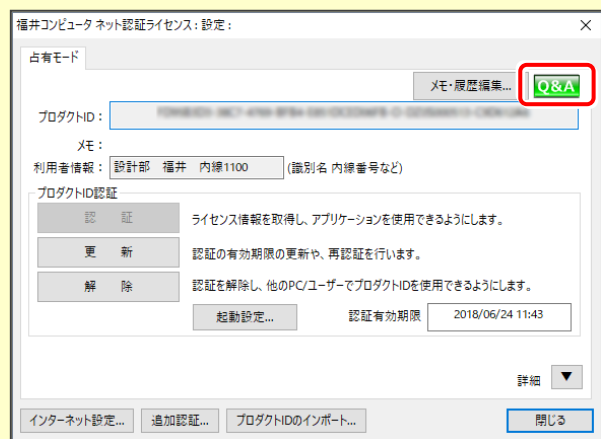 福井コンピュータ ネット認証ライセンス : 設定 :
占有モード
メモ・履歴編集... Q&A
プロダクトID :
メモ :
利用者情報 : 設計部 福井 内線1100 (識別名 内線番号など)
プロダクトID認証
認 証 ライセンス情報を取得し、アプリケーションを使用できるようにします。
更 新 認証の有効期限の更新や、再認証を行います。
解 除 認証を解除し、他のPC/ユーザーでプロダクトIDを使用できるようにします。
起動設定... 認証有効期限 2018/06/24 11:43
詳細 ▼
インターネット設定... 追加認証... プロダクトIDのインポート... 閉じる